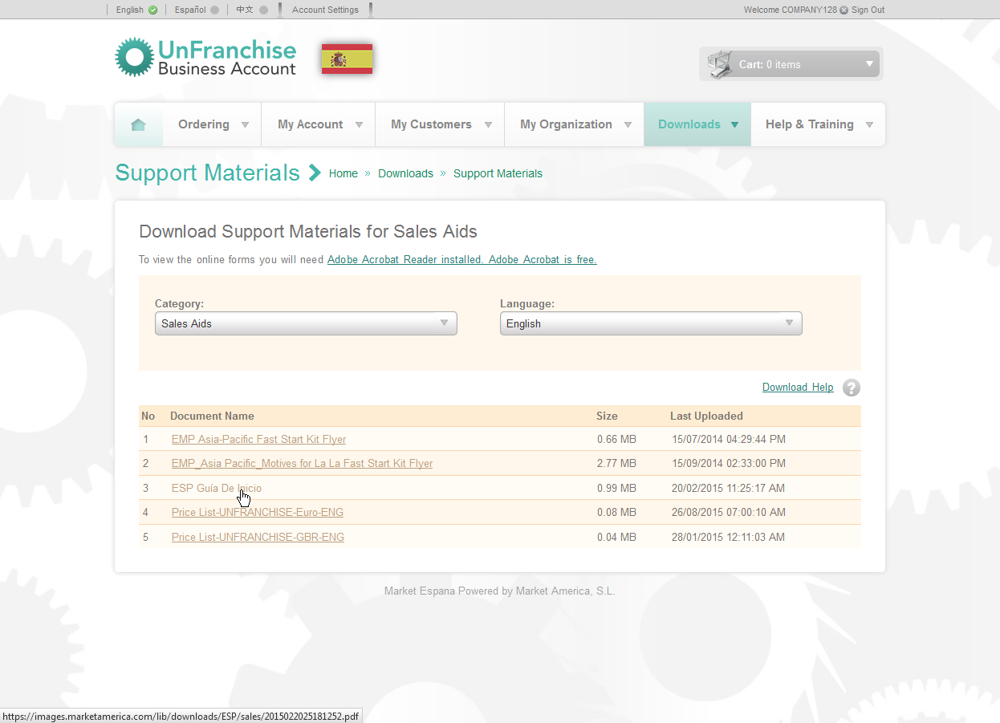 English Español 中文 Account Settings Welcome COMPANY128 Sign Out
UnFranchise
Business Account
Cart: 0 items
Ordering My Account My Customers My Organization Downloads Help & Training
Support Materials Home » Downloads » Support Materials
Download Support Materials for Sales Aids
To view the online forms you will need Adobe Acrobat Reader installed. Adobe Acrobat is free.
Category: Language:
Sales Aids English
Download Help ?
No Document Name Size Last Uploaded
1 EMP Asia-Pacific Fast Start Kit Flyer 0.66 MB 15/07/2014 04:29:44 PM
2 EMP_Asia Pacific_Motives for La La Fast Start Kit Flyer 2.77 MB 15/09/2014 02:33:00 PM
3 ESP Guía De Inicio 0.99 MB 20/02/2015 11:25:17 AM
4 Price List-UNFRANCHISE-Euro-ENG 0.08 MB 26/08/2015 07:00:10 AM
5 Price List-UNFRANCHISE-GBR-ENG 0.04 MB 28/01/2015 12:11:03 AM
Market Espana Powered by Market America, S.L.
https://images.marketamerica.com/lib/downloads/ESP/sales/2015022025181252.pdf